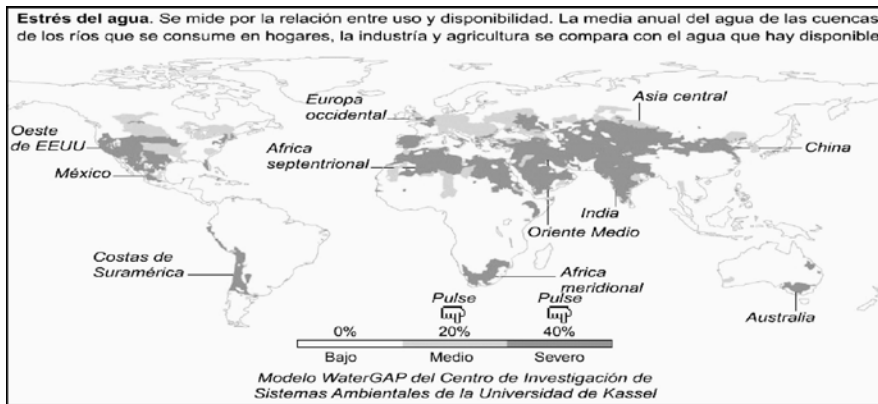 Estrés del agua. Se mide por la relación entre uso y disponibilidad. La media anual del agua de las cuencas
de los ríos que se consume en hogares, la industría y agricultura se compara con el agua que hay disponible
Europa
occidental
Asia central
Oeste
de EEUU
Africa
septentrional
China
México
India
Oriente Medio
Costas de
Suramérica
Africa
meridional
Australia
Pulse
Pulse
0%
20%
40%
Bajo
Medio
Severo
Modelo WaterGAP del Centro de Investigación de
Sistemas Ambientales de la Universidad de Kassel